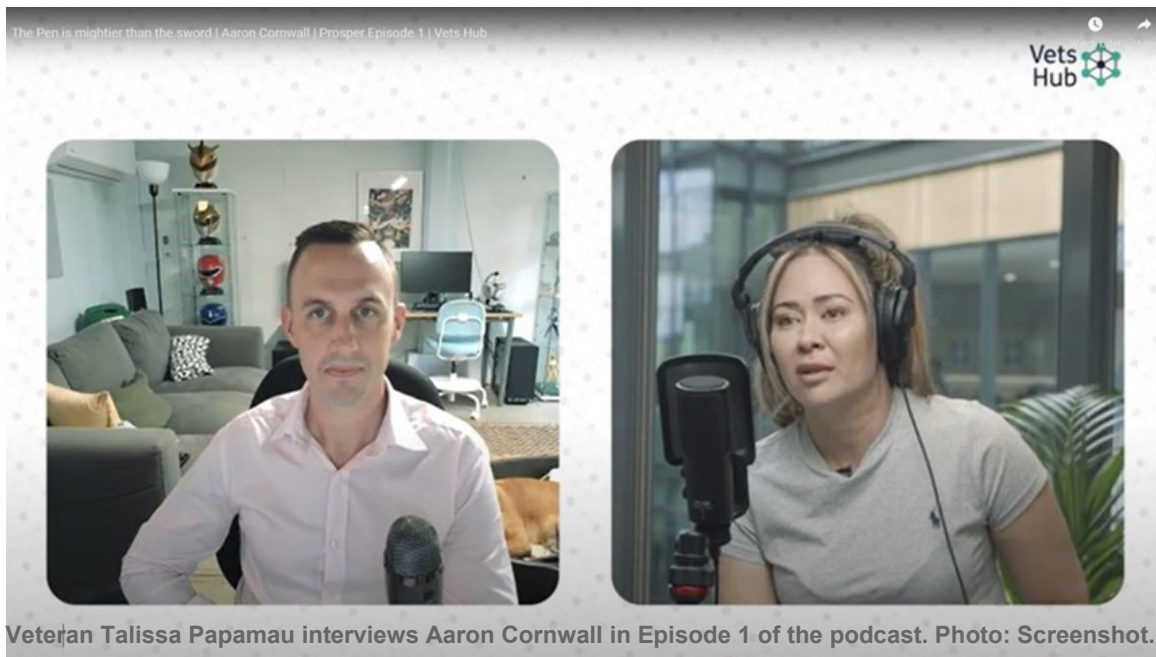 The Pen is mightier than the sword | Aaron Cornwall | Prosper Episode 1 | Vets Hub
Vets
Hub
Veteran Talissa Papamau interviews Aaron Cornwall in Episode 1 of the podcast. Photo: Screenshot.